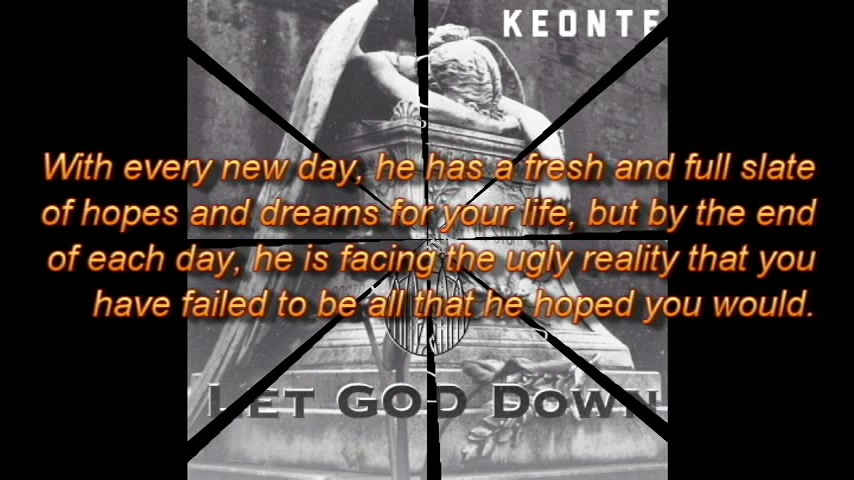 KEONTE
With every new day, he has a fresh and full slate
of hopes and dreams for your life, but by the end
of each day, he is facing the ugly reality that you
have failed to be all that he hoped you would.
LET GOD DOWN